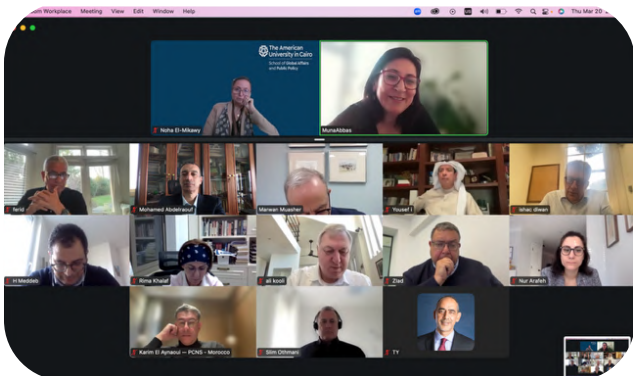 Zoom Workplace Meeting View Edit Window Help Thu Mar 20
The American
University in Cairo
School of Global Affairs
and Public Policy
Noha El-Mikawy
MunaAbbas
ferid
Mohamed Abdelraouf
Marwan Muasher
Yousef I
ishac diwan
H Meddeb
Rima Khalaf
ali kooli
Zied
Nur Arafeh
Karim El Aynaoui — PCNS - Morocco
Slim Othmani
TY